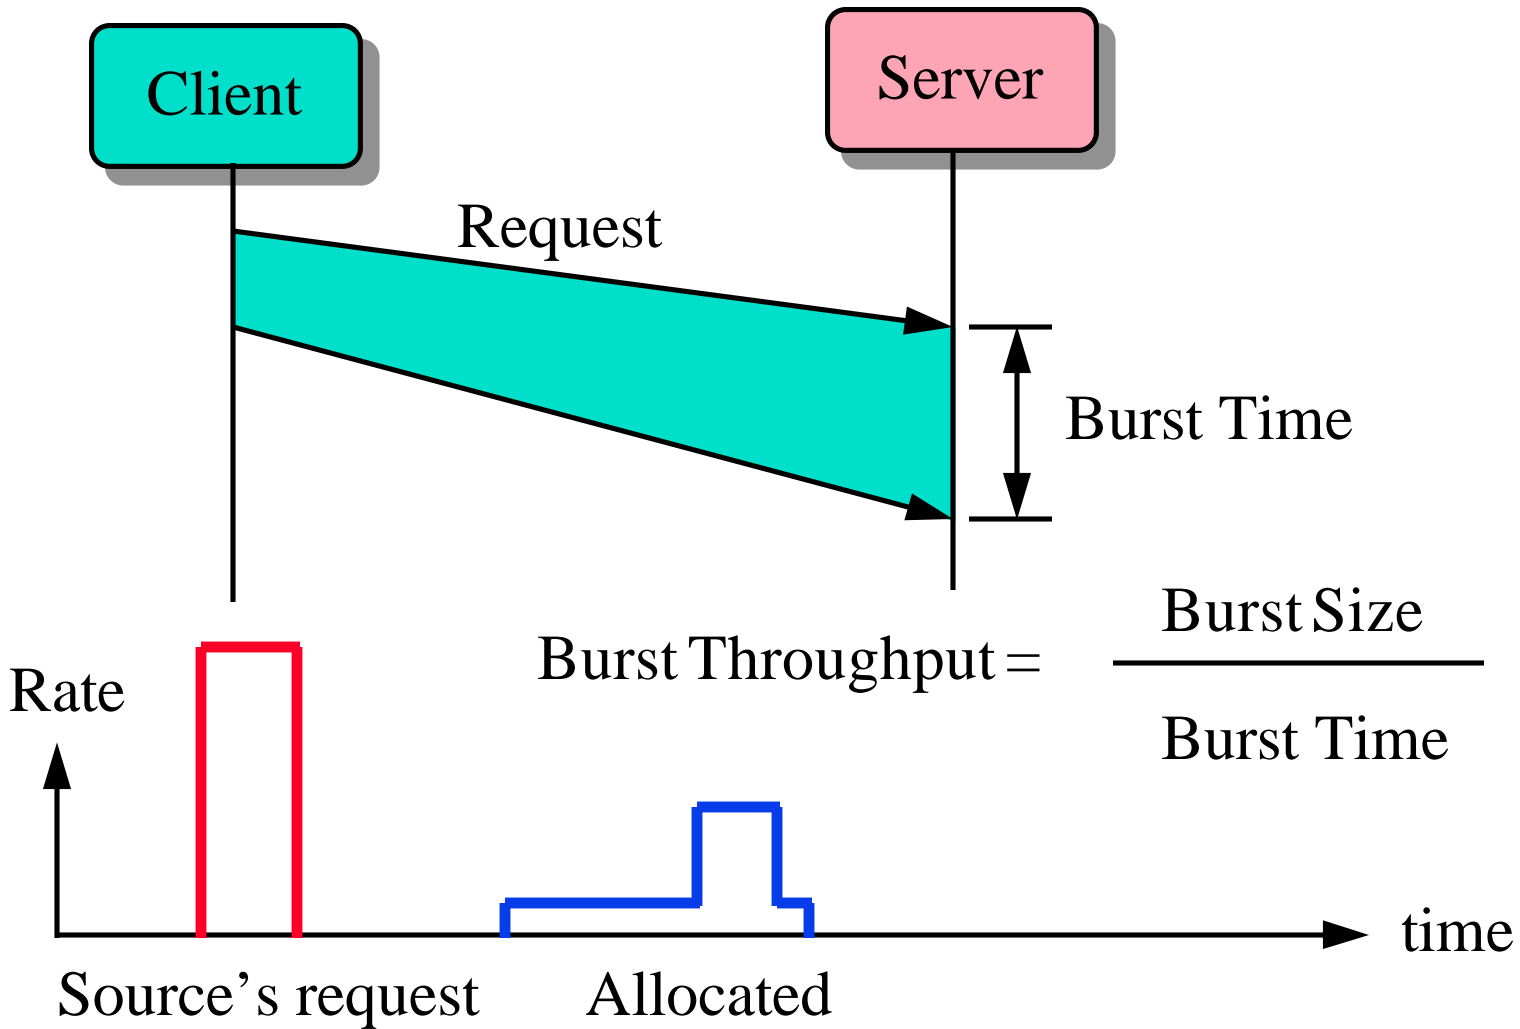 Client
Server
Request
Burst Time
Burst Size
Burst Throughput =
Burst Time
Rate
time
Source's request
Allocated